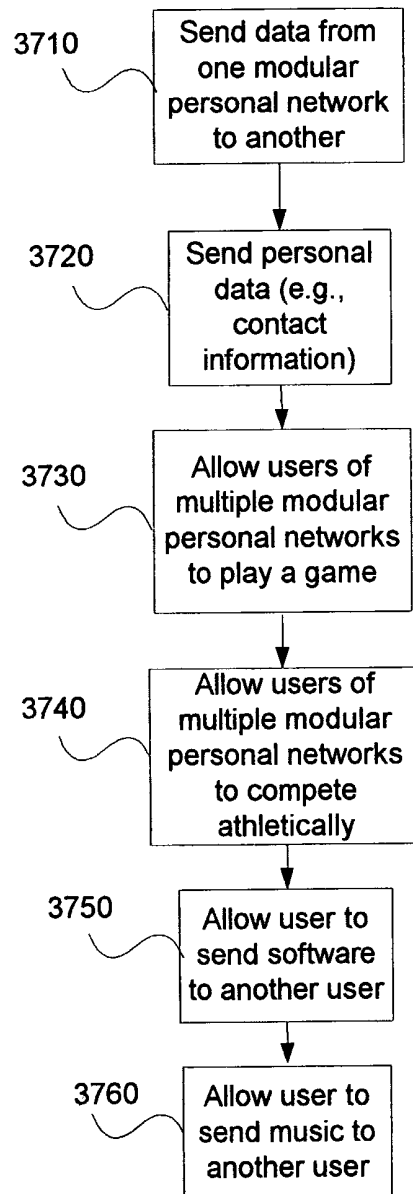 3710
Send data from
one modular
personal network
to another
3720
Send personal
data (e.g.,
contact
information)
3730
Allow users of
multiple modular
personal networks
to play a game
3740
Allow users of
multiple modular
personal networks
to compete
athletically
3750
Allow user to
send software
to another user
3760
Allow user to
send music to
another user